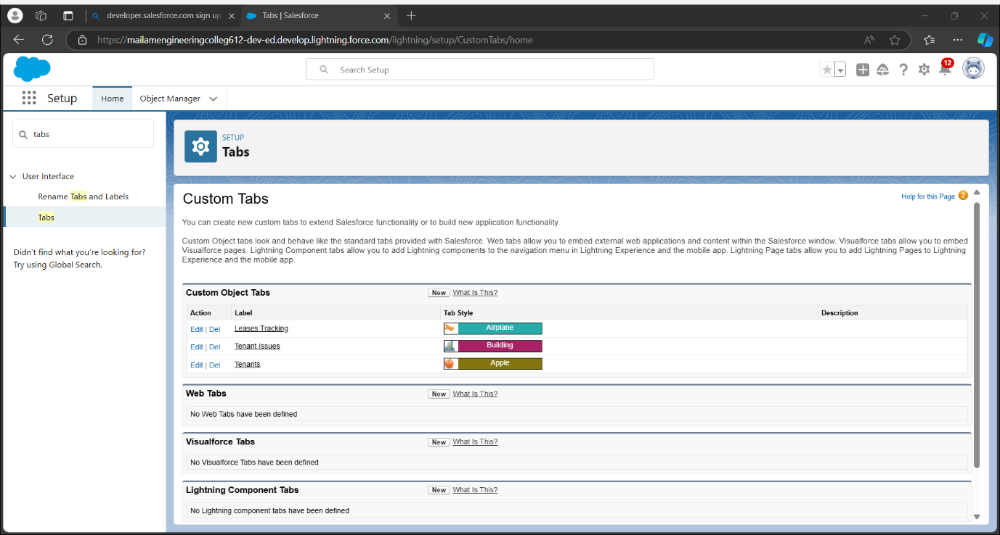 developer.salesforce.com sign up
Tabs | Salesforce
https://mailamengineeringcolleg612-dev-ed.develop.lightning.force.com/lightning/setup/CustomTabs/home
Search Setup
12
Setup
Home
Object Manager
tabs
User Interface
Rename Tabs and Labels
Tabs
Didn't find what you're looking for?
Try using Global Search.
SETUP
Tabs
Custom Tabs
Help for this Page
You can create new custom tabs to extend Salesforce functionality or to build new application functionality.
Custom Object tabs look and behave like the standard tabs provided with Salesforce. Web tabs allow you to embed external web applications and content within the Salesforce window. Visualforce tabs allow you to embed
Visualforce pages. Lightning Component tabs allow you to add Lightning components to the navigation menu in Lightning Experience and the mobile app. Lightning Page tabs allow you to add Lightning Pages to Lightning
Experience and the mobile app.
Custom Object Tabs New What Is This?
Action Label Tab Style Description
Edit | Del Leases Tracking Airplane
Edit | Del Tenant Issues Building
Edit | Del Tenants Apple
Web Tabs New What Is This?
No Web Tabs have been defined
Visualforce Tabs New What Is This?
No Visualforce Tabs have been defined
Lightning Component Tabs New What Is This?
No Lightning component tabs have been defined